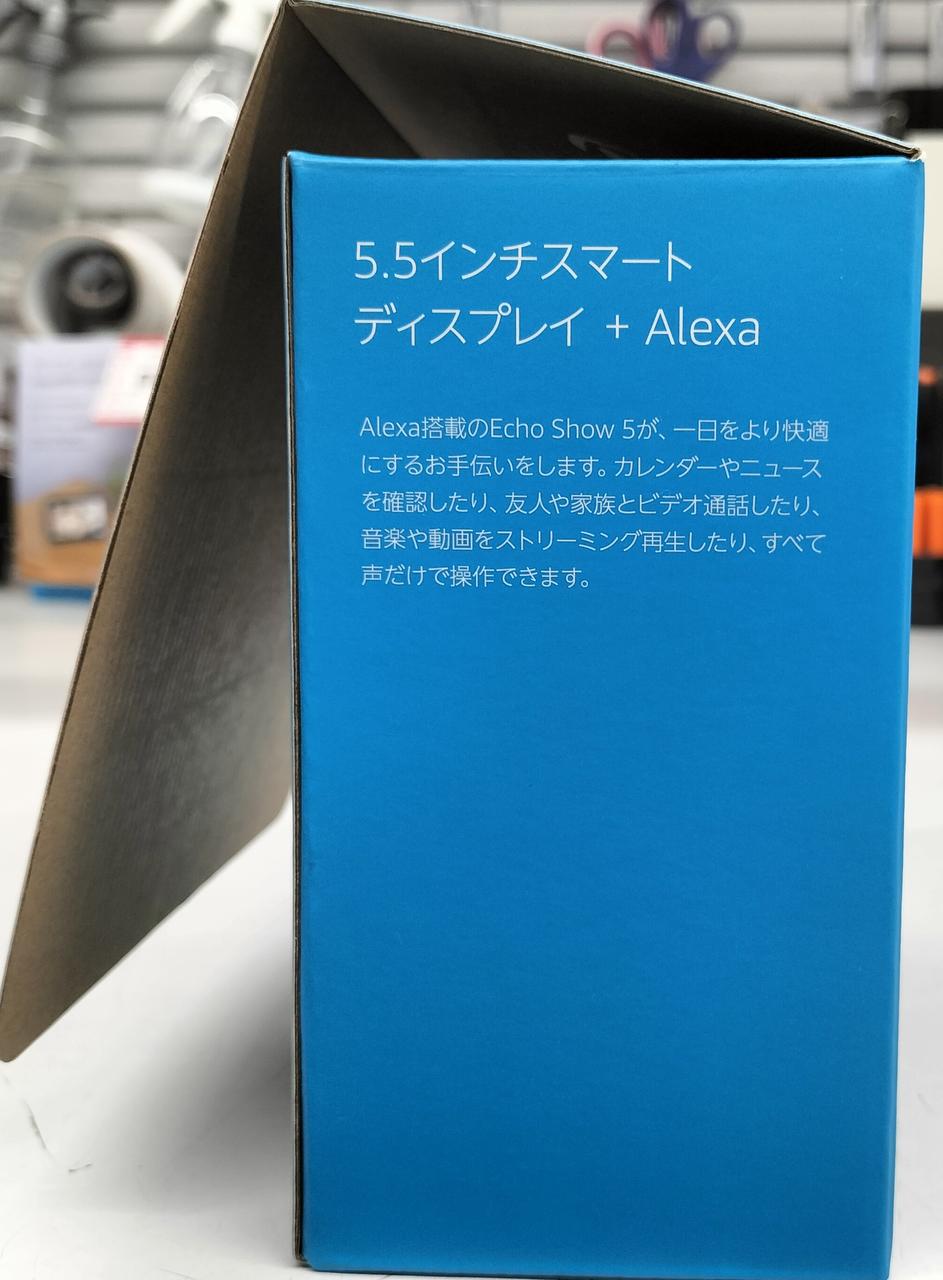 5.5インチスマート
ディスプレイ + Alexa
Alexa搭載のEcho Show 5が、一日をより快適
にするお手伝いをします。カレンダーやニュース
を確認したり、友人や家族とビデオ通話したり、
音楽や動画をストリーミング再生したり、すべて
声だけで操作できます。